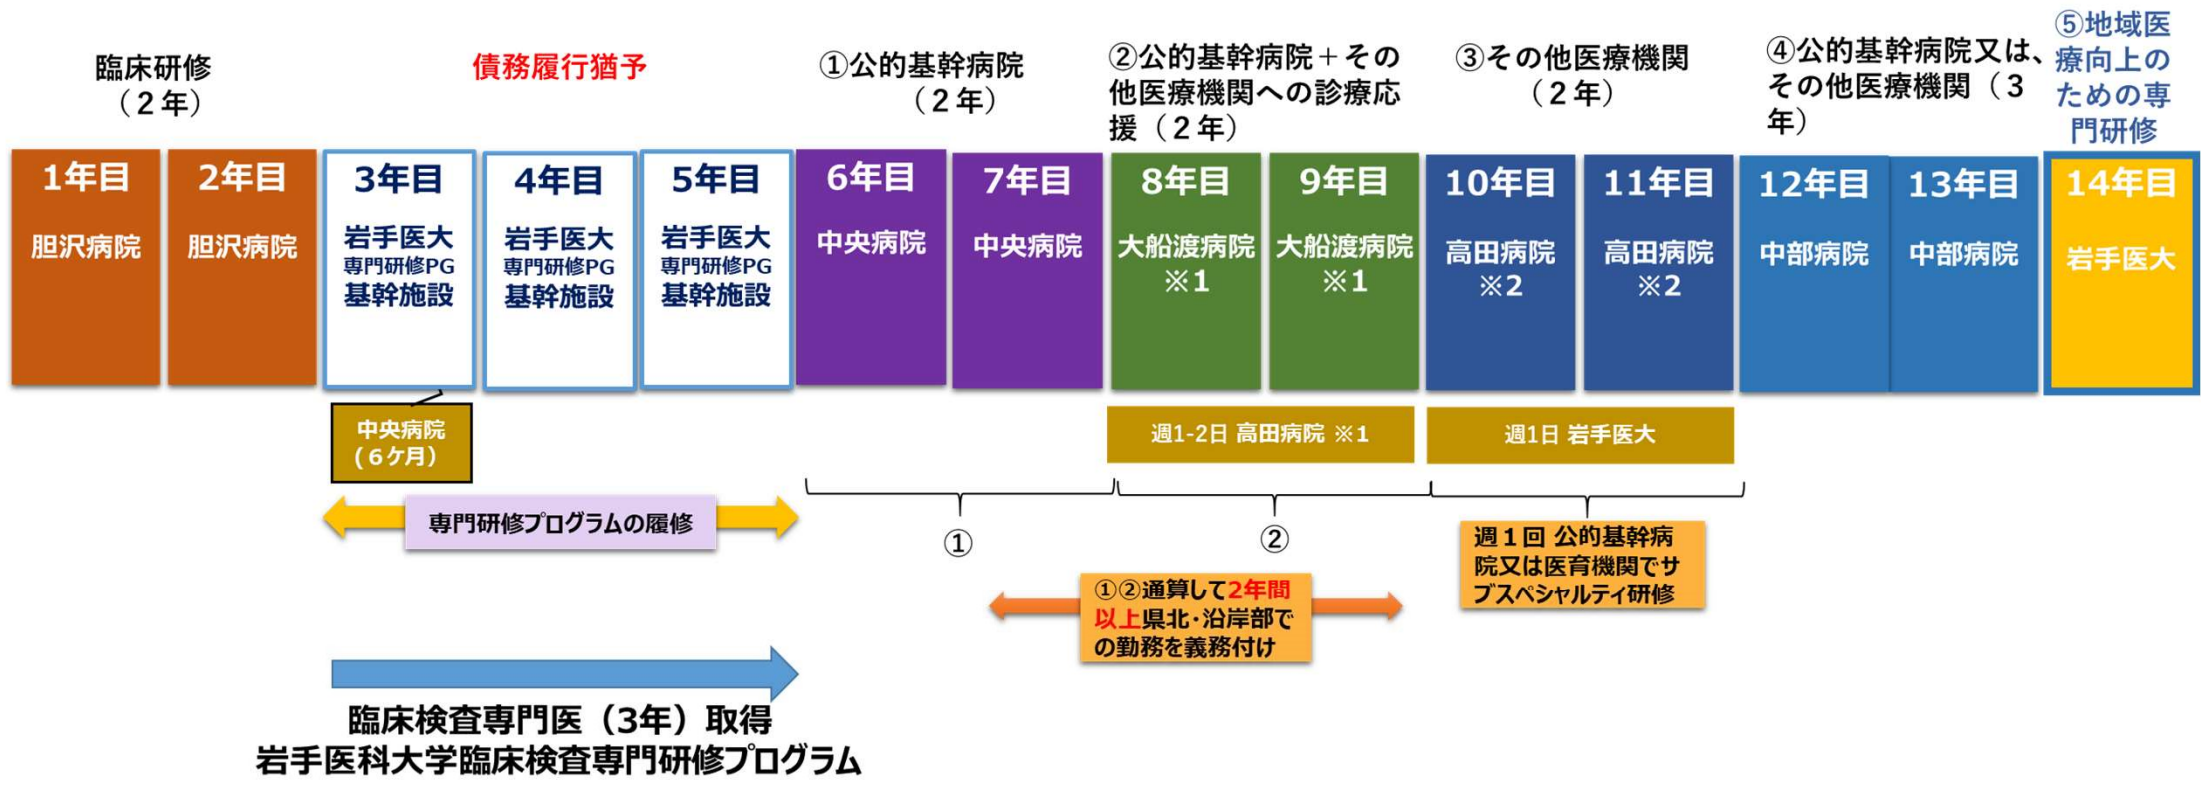 臨床研修
（２年）
債務履行猶予
①公的基幹病院
（２年）
②公的基幹病院＋その
他医療機関への診療応
援（２年）
③その他医療機関
（２年）
④公的基幹病院又は、
その他医療機関（３
年）
⑤地域医
療向上の
ための専
門研修
1年目
胆沢病院
2年目
胆沢病院
3年目
岩手医大
専門研修PG
基幹施設
4年目
岩手医大
専門研修PG
基幹施設
5年目
岩手医大
専門研修PG
基幹施設
6年目
中央病院
7年目
中央病院
8年目
大船渡病院
※1
9年目
大船渡病院
※1
10年目
高田病院
※2
11年目
高田病院
※2
12年目
中部病院
13年目
中部病院
14年目
岩手医大
中央病院
(６ケ月）
週1-2日 高田病院 ※1
週1日 岩手医大
専門研修プログラムの履修
①
②
週１回 公的基幹病
院又は医育機関でサ
ブスペシャルティ研修
①②通算して2年間
以上県北・沿岸部で
の勤務を義務付け
臨床検査専門医（3年）取得
岩手医科大学臨床検査専門研修プログラム